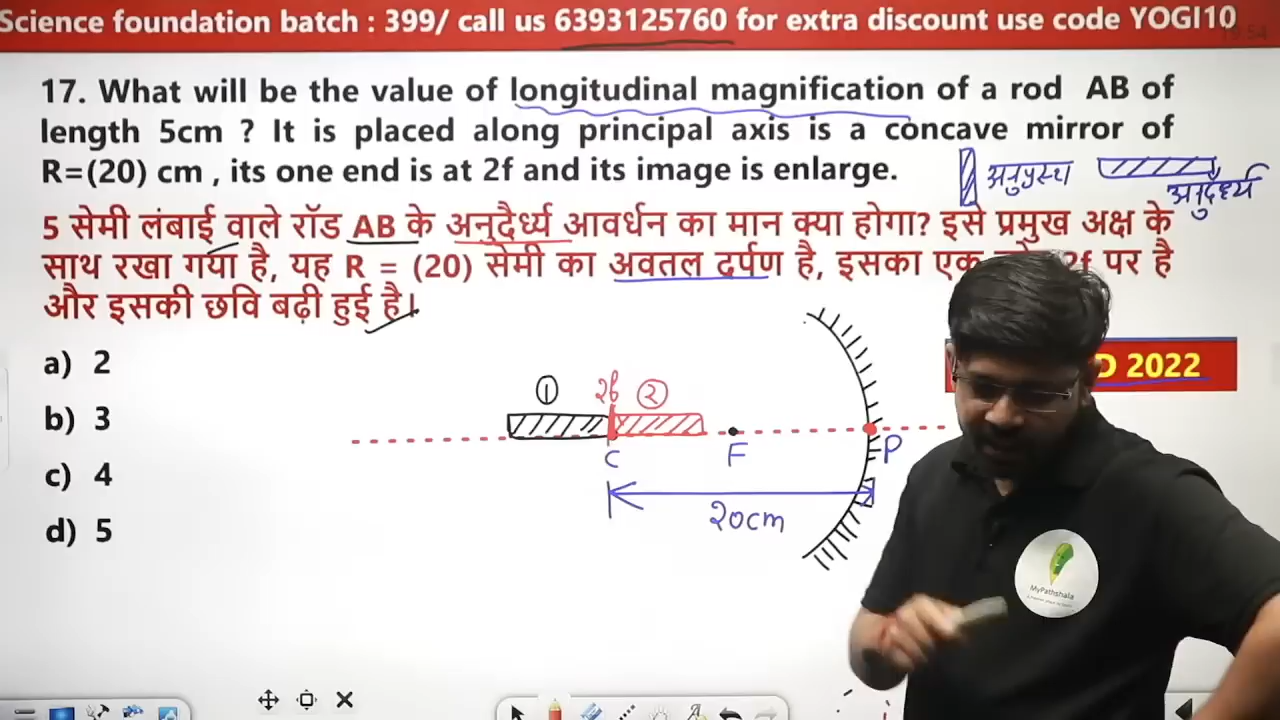 Science foundation batch : 399/ call us 6393125760 for extra discount use code YOGI10
17. What will be the value of longitudinal magnification of a rod AB of
length 5cm ? It is placed along principal axis is a concave mirror of
R=(20) cm , its one end is at 2f and its image is enlarge.
अनुप्रस्थ
अनुदैर्ध्य
5 सेमी लंबाई वाले रॉड AB के अनुदैर्ध्य आवर्धन का मान क्या होगा? इसे प्रमुख अक्ष के
साथ रखा गया है, यह R = (20) सेमी का अवतल दर्पण है, इसका एक 2f पर है
और इसकी छवि बढ़ी हुई है।
a) 2
D 2022
b) 3
1 2f 2
C F P
c) 4
20cm
d) 5
MyPathshala